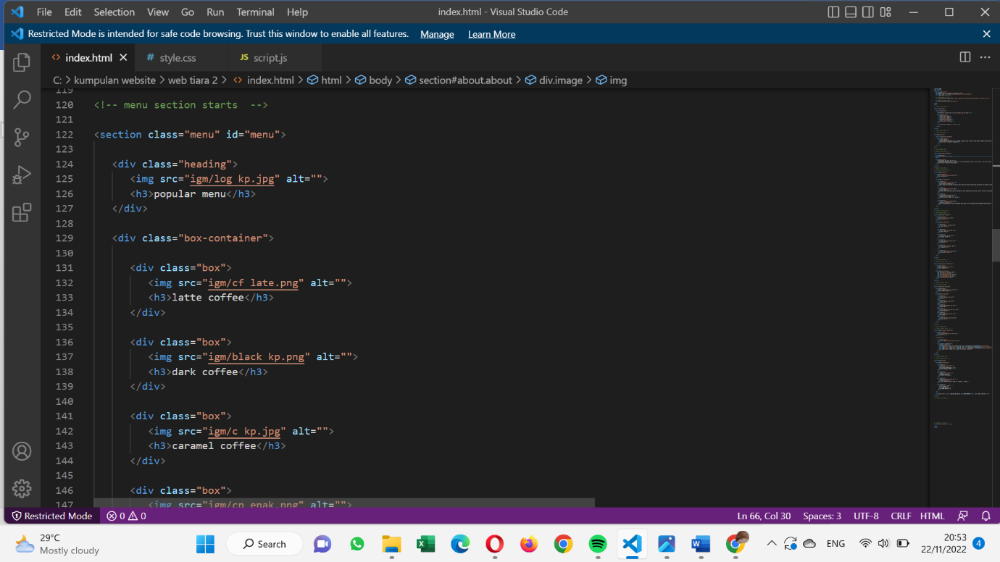 File Edit Selection View Go Run Terminal Help index.html - Visual Studio Code
Restricted Mode is intended for safe code browsing. Trust this window to enable all features. Manage Learn More
index.html # style.css JS script.js
C: > kumpulan website > web tiara 2 > index.html > html > body > section#about.about > div.image > img
119
120 <!-- menu section starts  -->
121
122 <section class="menu" id="menu">
123
124 <div class="heading">
125 <img src="igm/log kp.jpg" alt="">
126 <h3>popular menu</h3>
127 </div>
128
129 <div class="box-container">
130
131 <div class="box">
132 <img src="igm/cf late.png" alt="">
133 <h3>latte coffee</h3>
134 </div>
135
136 <div class="box">
137 <img src="igm/black kp.png" alt="">
138 <h3>dark coffee</h3>
139 </div>
140
141 <div class="box">
142 <img src="igm/c kp.jpg" alt="">
143 <h3>caramel coffee</h3>
144 </div>
145
146 <div class="box">
147 <img src="igm/cp enak.png" alt="">
Restricted Mode 0 0 Ln 66, Col 30 Spaces: 3 UTF-8 CRLF HTML
29°C
Mostly cloudy
Search
ENG
20:53
22/11/2022
4